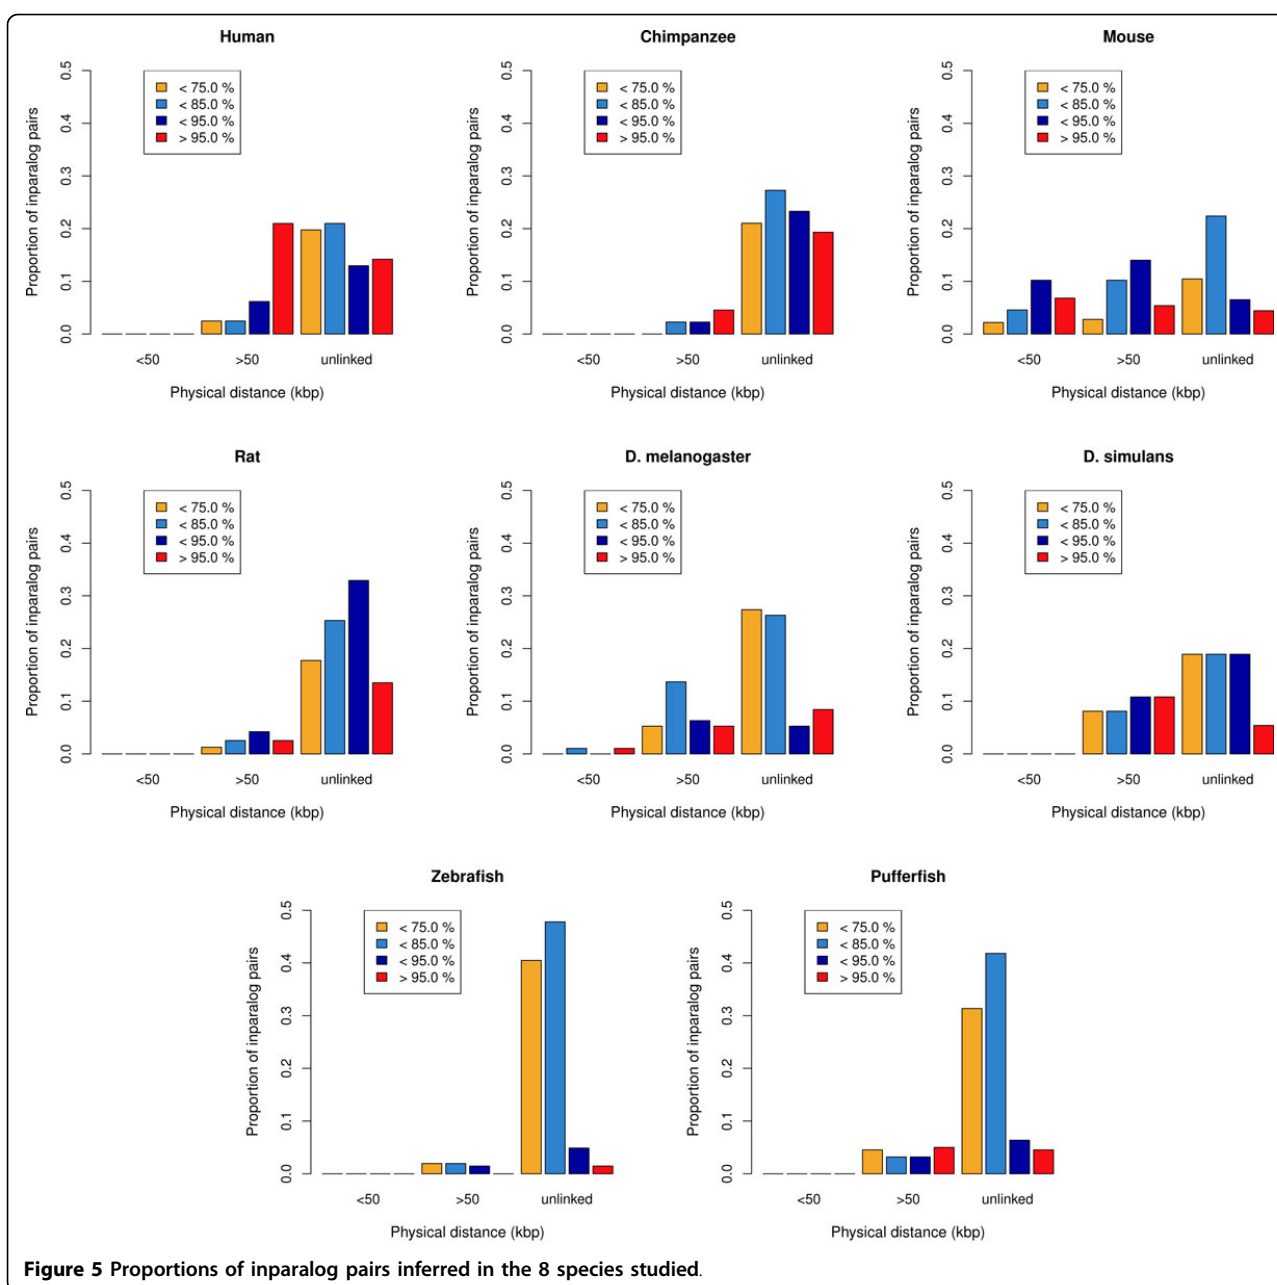 Human
Proportion of inparalog pairs
0.0 0.1 0.2 0.3 0.4 0.5
< 75.0 %
< 85.0 %
< 95.0 %
> 95.0 %
<50 >50 unlinked
Physical distance (kbp)
Chimpanzee
Proportion of inparalog pairs
0.0 0.1 0.2 0.3 0.4 0.5
< 75.0 %
< 85.0 %
< 95.0 %
> 95.0 %
<50 >50 unlinked
Physical distance (kbp)
Mouse
Proportion of inparalog pairs
0.0 0.1 0.2 0.3 0.4 0.5
< 75.0 %
< 85.0 %
< 95.0 %
> 95.0 %
<50 >50 unlinked
Physical distance (kbp)
Rat
Proportion of inparalog pairs
0.0 0.1 0.2 0.3 0.4 0.5
< 75.0 %
< 85.0 %
< 95.0 %
> 95.0 %
<50 >50 unlinked
Physical distance (kbp)
D. melanogaster
Proportion of inparalog pairs
0.0 0.1 0.2 0.3 0.4 0.5
< 75.0 %
< 85.0 %
< 95.0 %
> 95.0 %
<50 >50 unlinked
Physical distance (kbp)
D. simulans
Proportion of inparalog pairs
0.0 0.1 0.2 0.3 0.4 0.5
< 75.0 %
< 85.0 %
< 95.0 %
> 95.0 %
<50 >50 unlinked
Physical distance (kbp)
Zebrafish
Proportion of inparalog pairs
0.0 0.1 0.2 0.3 0.4 0.5
< 75.0 %
< 85.0 %
< 95.0 %
> 95.0 %
<50 >50 unlinked
Physical distance (kbp)
Pufferfish
Proportion of inparalog pairs
0.0 0.1 0.2 0.3 0.4 0.5
< 75.0 %
< 85.0 %
< 95.0 %
> 95.0 %
<50 >50 unlinked
Physical distance (kbp)
Figure 5 Proportions of inparalog pairs inferred in the 8 species studied.